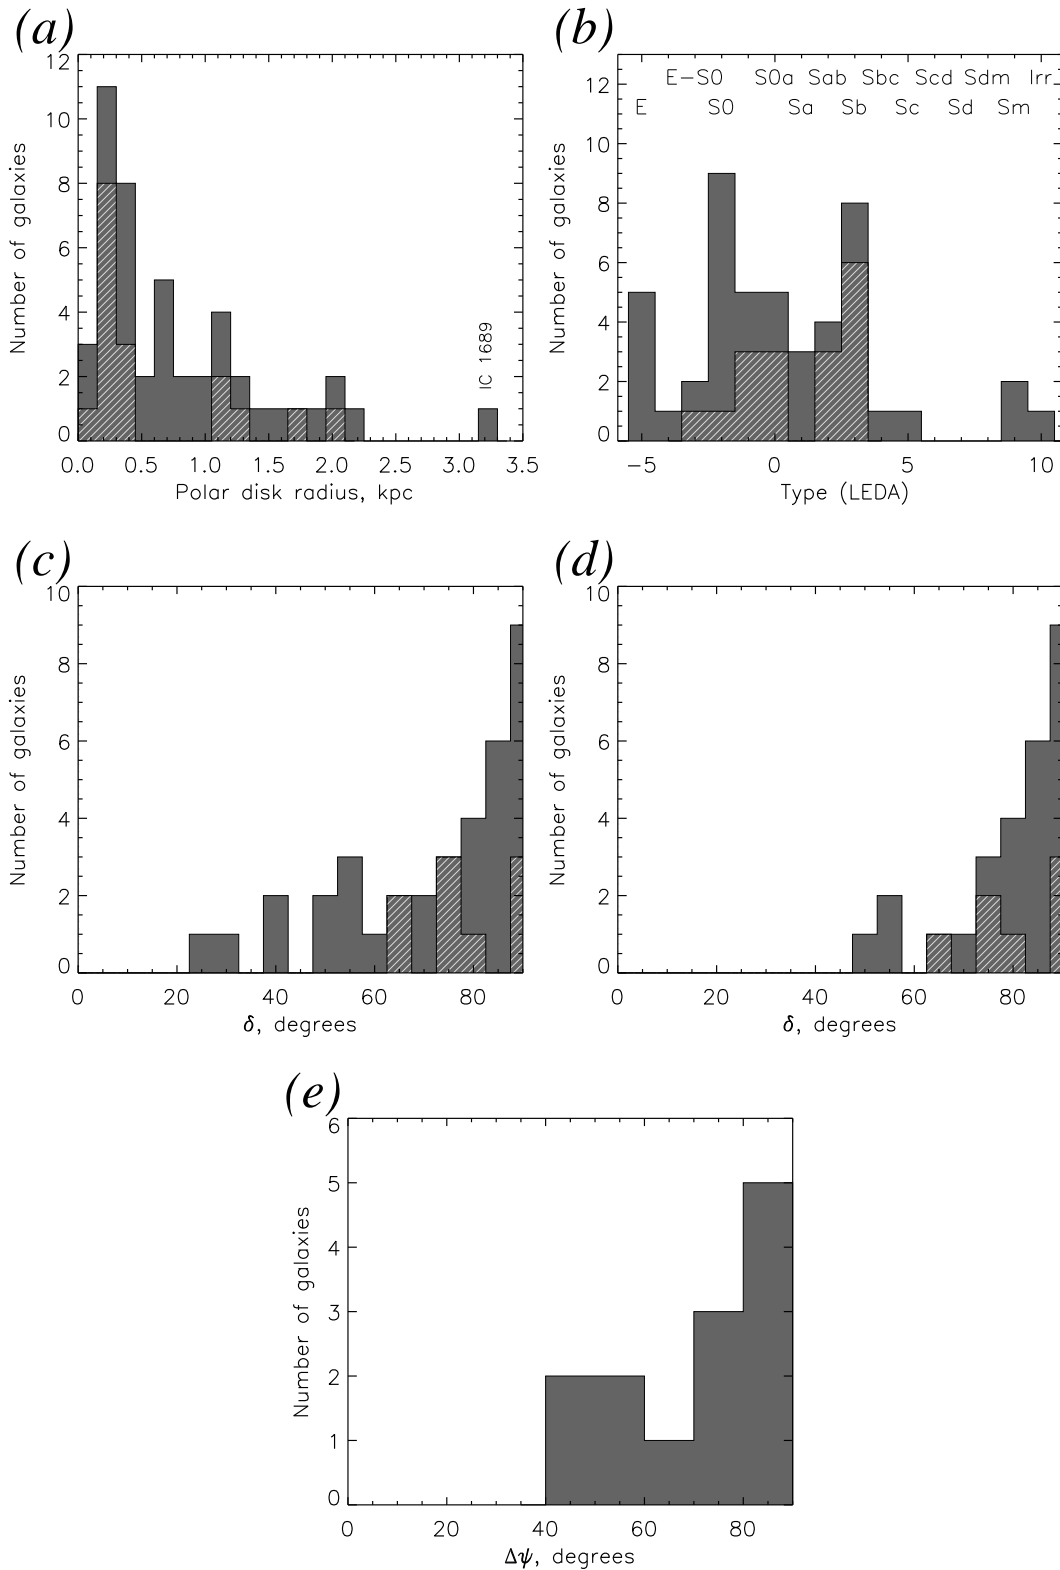 (a)
12
10
8
6
4
2
0
Number of galaxies
IC 1689
0.0 0.5 1.0 1.5 2.0 2.5 3.0 3.5
Polar disk radius, kpc
(b)
E-S0 S0a Sab Sbc Scd Sdm Irr
E S0 Sa Sb Sc Sd Sm
12
10
8
6
4
2
0
Number of galaxies
-5 0 5 10
Type (LEDA)
(c)
10
8
6
4
2
0
Number of galaxies
0 20 40 60 80
δ, degrees
(d)
10
8
6
4
2
0
Number of galaxies
0 20 40 60 80
δ, degrees
(e)
6
5
4
3
2
1
0
Number of galaxies
0 20 40 60 80
Δψ, degrees